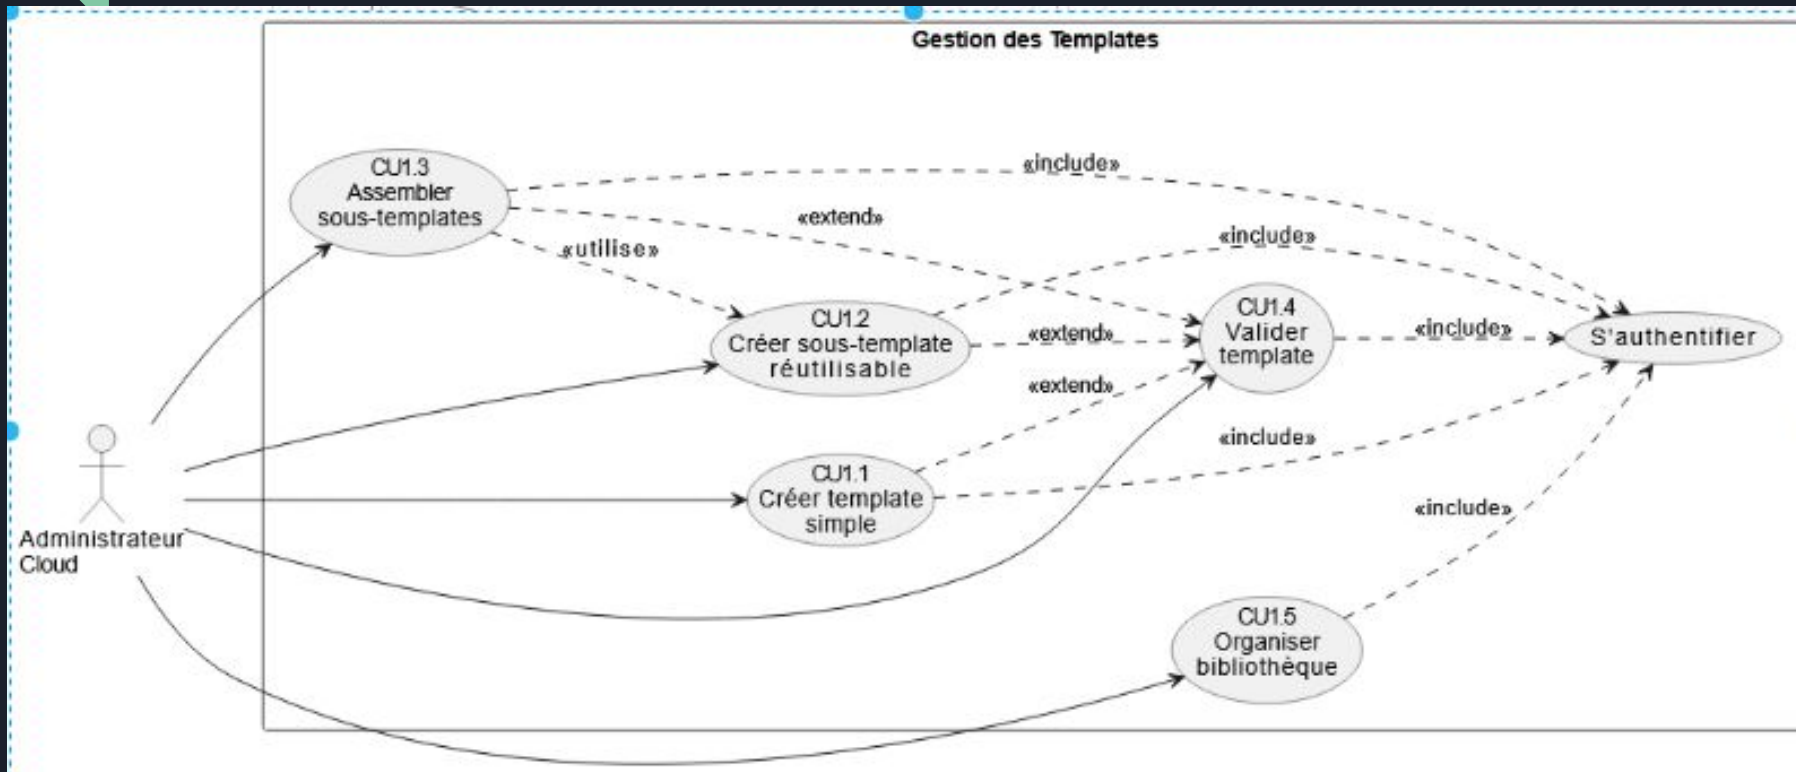 Gestion des Templates
CU1.3
Assembler
sous-templates
«include»
«extend»
«utilise»
«include»
CU1.2
Créer sous-template
réutilisable
«extend»
CU1.4
Valider
template
«include»
S'authentifier
«extend»
CU1.1
Créer template
simple
«include»
Administrateur
Cloud
«include»
CU1.5
Organiser
bibliothèque